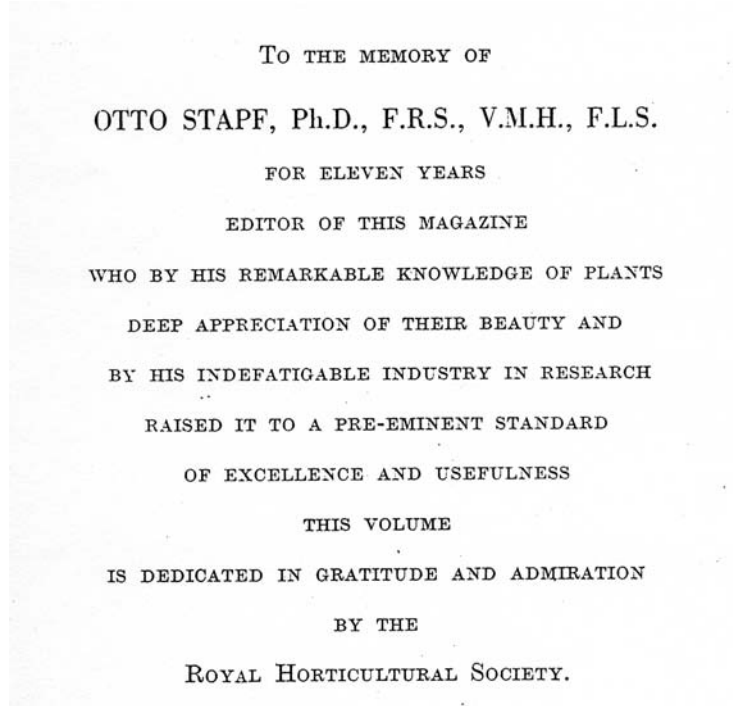 To the memory of
OTTO STAPF, Ph.D., F.R.S., V.M.H., F.L.S.
for eleven years
editor of this magazine
who by his remarkable knowledge of plants
deep appreciation of their beauty and
by his indefatigable industry in research
raised it to a pre-eminent standard
of excellence and usefulness
this volume
is dedicated in gratitude and admiration
by the
Royal Horticultural Society.